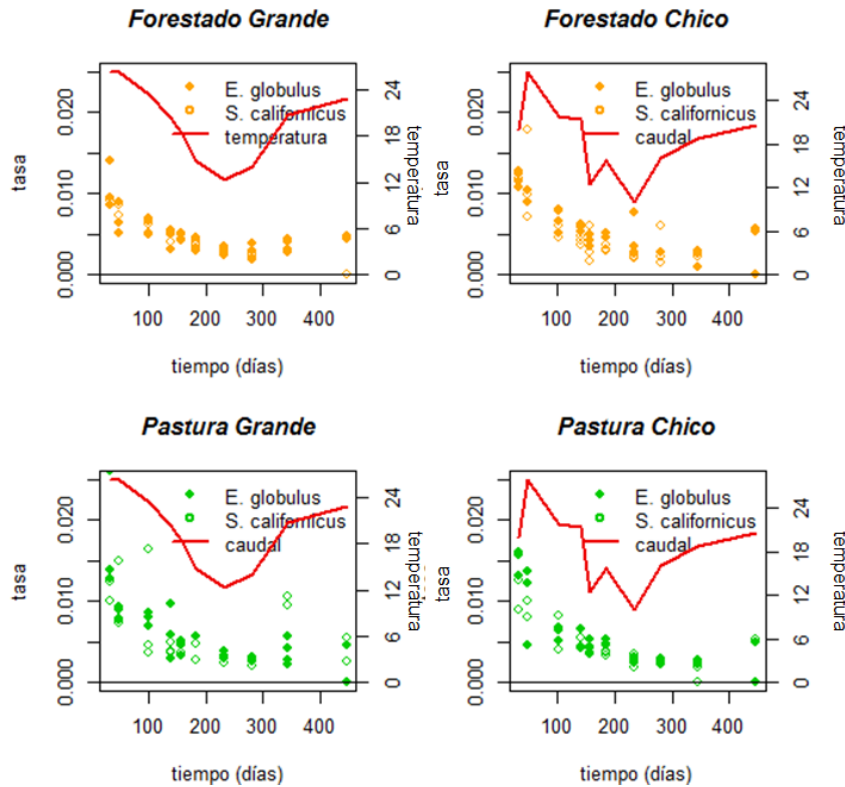 Forestado Grande
E. globulus
S. californicus
temperatura
0.000
0.010
0.020
0
6
12
18
24
100
200
300
400
tasa
temperatura
tiempo (días)
Forestado Chico
E. globulus
S. californicus
caudal
0.000
0.010
0.020
0
6
12
18
24
100
200
300
400
tasa
temperatura
tiempo (días)
Pastura Grande
E. globulus
S. californicus
caudal
0.000
0.010
0.020
0
6
12
18
24
100
200
300
400
tasa
temperatura
tiempo (días)
Pastura Chico
E. globulus
S. californicus
caudal
0.000
0.010
0.020
0
6
12
18
24
100
200
300
400
tasa
temperatura
tiempo (días)